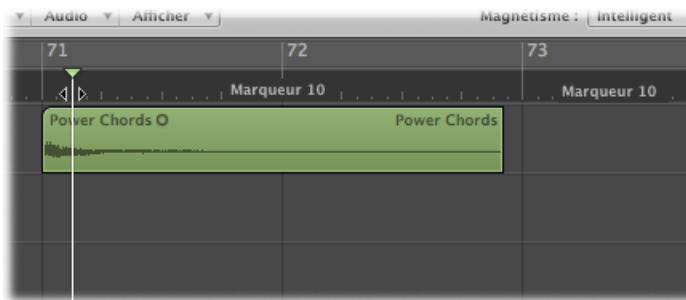 Audio Afficher Magnétisme : Intelligent
71 72 73
Marqueur 10 Marqueur 10
Power Chords Power Chords